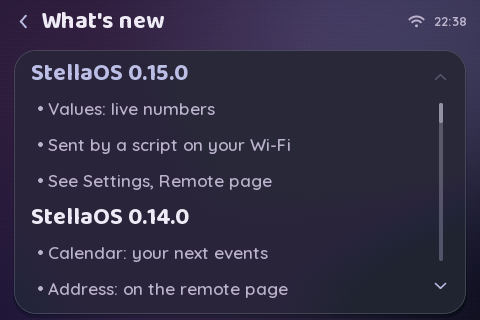 What's new
22:38
StellaOS 0.15.0
• Values: live numbers
• Sent by a script on your Wi-Fi
• See Settings, Remote page
StellaOS 0.14.0
• Calendar: your next events
• Address: on the remote page